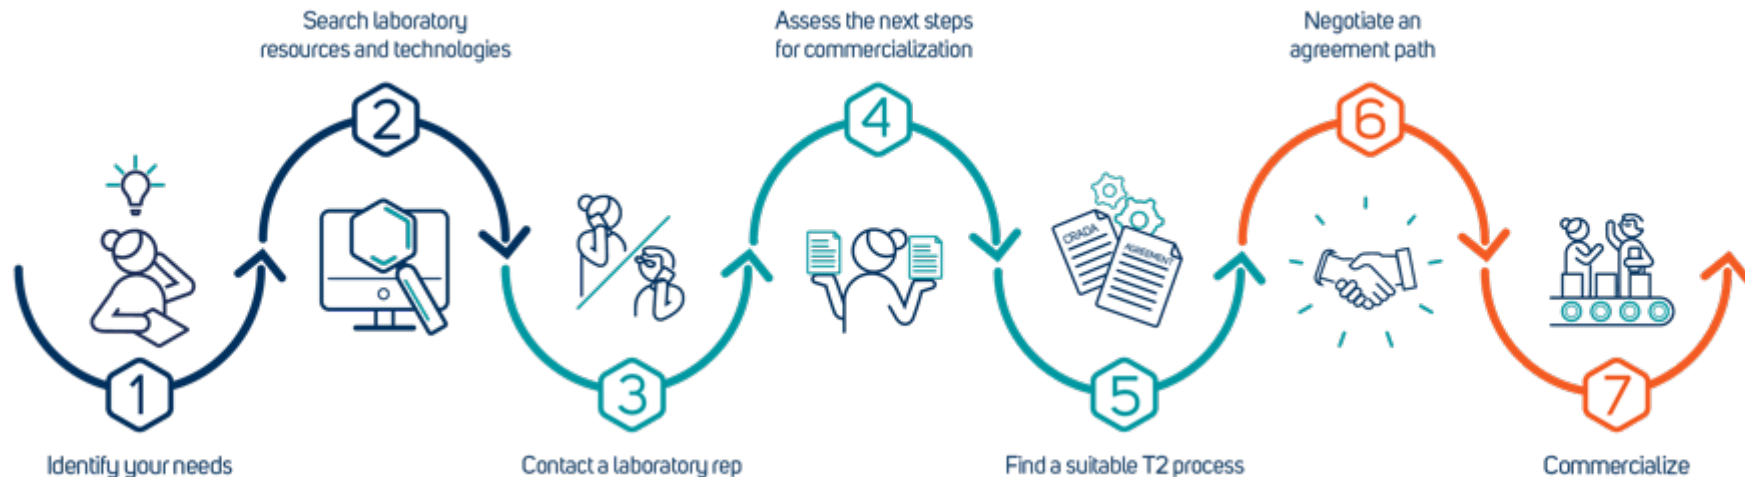 Search laboratory
resources and technologies
Assess the next steps
for commercialization
Negotiate an
agreement path
2
4
6
CRADA
AGREEMENT
1
3
5
7
Identify your needs
Contact a laboratory rep
Find a suitable T2 process
Commercialize